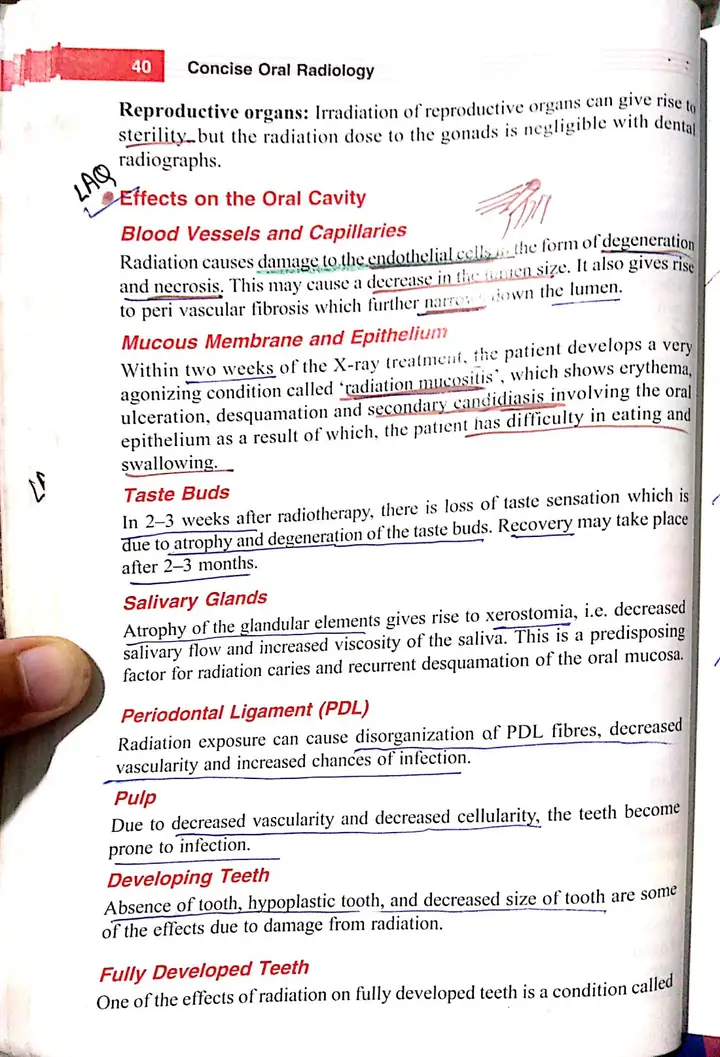 40 Concise Oral Radiology
Reproductive organs: Irradiation of reproductive organs can give rise to
sterility but the radiation dose to the gonads is negligible with dental
radiographs.
LAQ
Effects on the Oral Cavity
Blood Vessels and Capillaries
Radiation causes damage to the endothelial cells in the form of degeneration
and necrosis. This may cause a decrease in the lumen size. It also gives rise
to peri vascular fibrosis which further narrows down the lumen.
Mucous Membrane and Epithelium
Within two weeks of the X-ray treatment, the patient develops a very
agonizing condition called ‘radiation mucositis’, which shows erythema,
ulceration, desquamation and secondary candidiasis involving the oral
epithelium as a result of which, the patient has difficulty in eating and
swallowing.
Taste Buds
In 2–3 weeks after radiotherapy, there is loss of taste sensation which is
due to atrophy and degeneration of the taste buds. Recovery may take place
after 2–3 months.
Salivary Glands
Atrophy of the glandular elements gives rise to xerostomia, i.e. decreased
salivary flow and increased viscosity of the saliva. This is a predisposing
factor for radiation caries and recurrent desquamation of the oral mucosa.
Periodontal Ligament (PDL)
Radiation exposure can cause disorganization of PDL fibres, decreased
vascularity and increased chances of infection.
Pulp
Due to decreased vascularity and decreased cellularity, the teeth become
prone to infection.
Developing Teeth
Absence of tooth, hypoplastic tooth, and decreased size of tooth are some
of the effects due to damage from radiation.
Fully Developed Teeth
One of the effects of radiation on fully developed teeth is a condition called